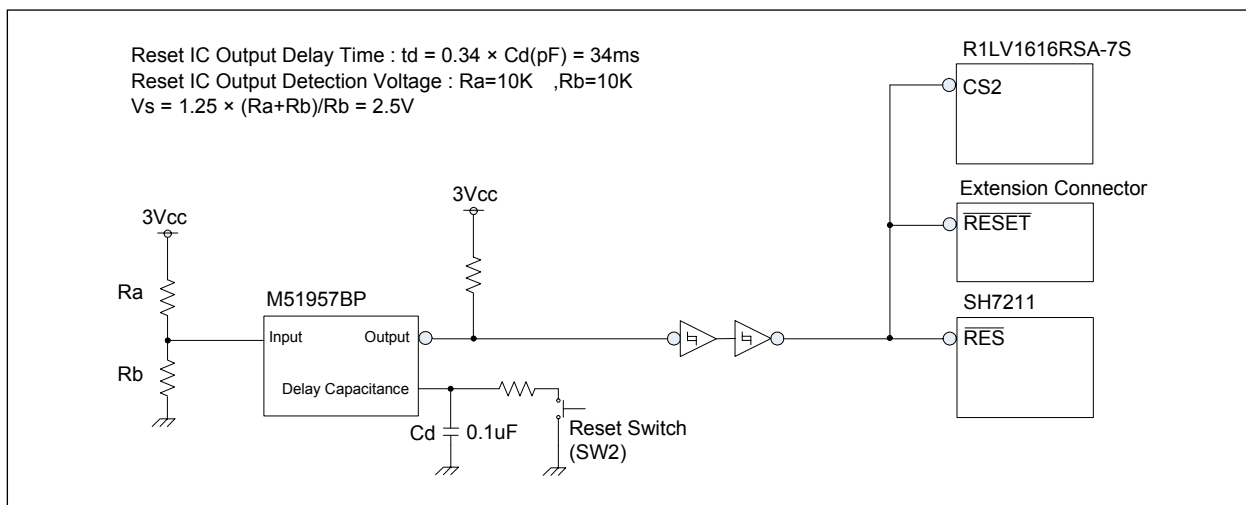 Reset IC Output Delay Time : td = 0.34 × Cd(pF) = 34ms
Reset IC Output Detection Voltage : Ra=10K ,Rb=10K
Vs = 1.25 × (Ra+Rb)/Rb = 2.5V
R1LV1616RSA-7S
CS2
Extension Connector
RESET
SH7211
RES
3Vcc
3Vcc
Ra
Rb
M51957BP
Input
Output
Delay Capacitance
Cd
0.1uF
Reset Switch
(SW2)